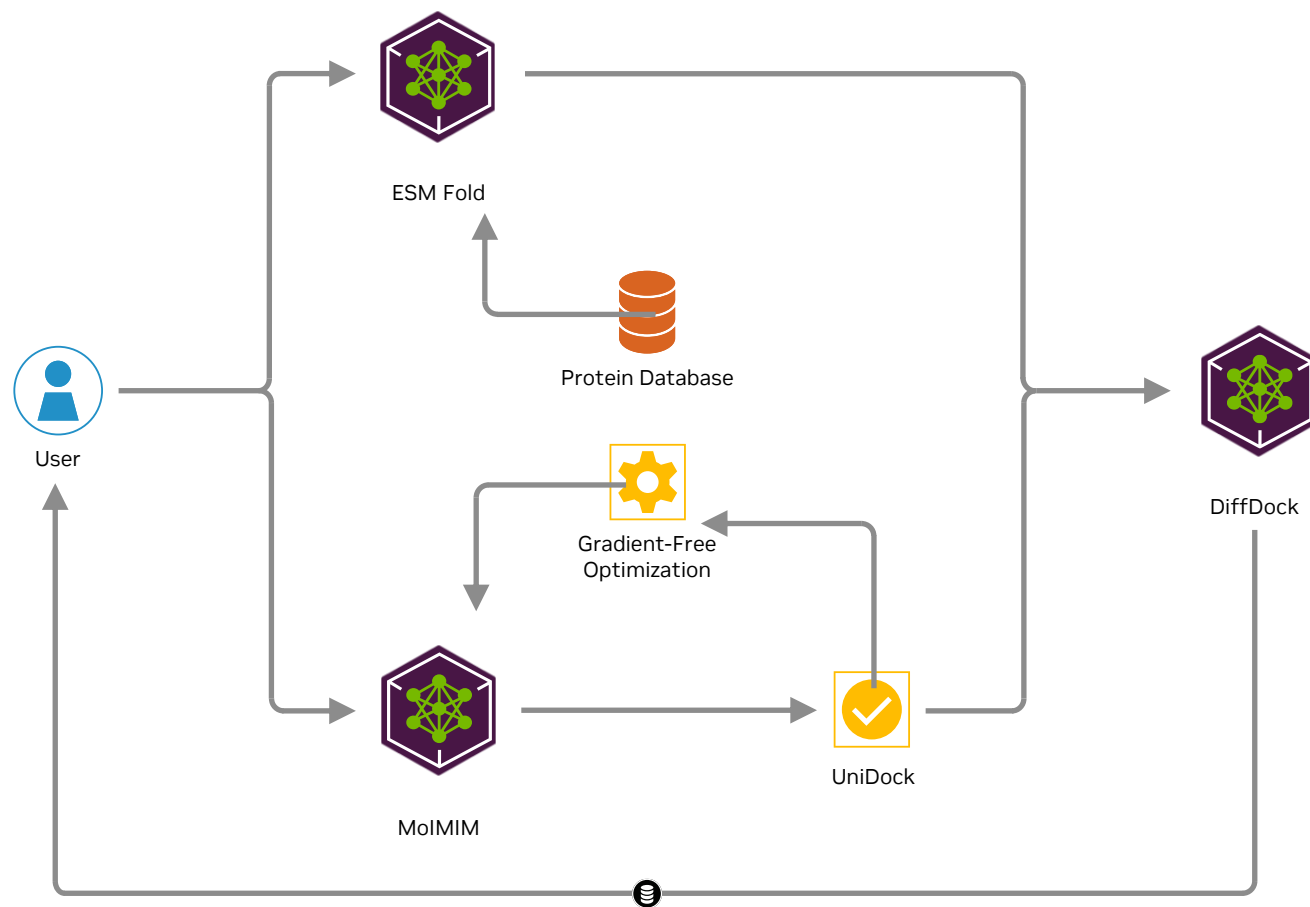 ESM Fold
Protein Database
User
Gradient-Free
Optimization
DiffDock
UniDock
MolMIM